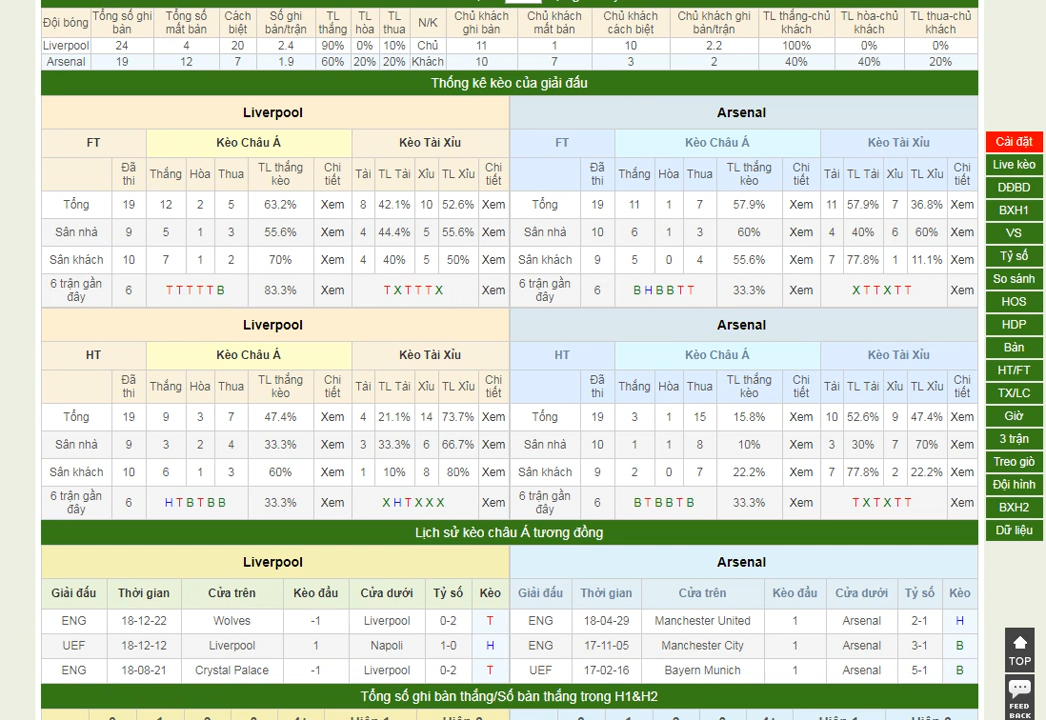 Đội bóng Tổng số ghi bàn Tổng số mất bàn Cách biệt Số ghi bàn/trận TL thắng TL hòa TL thua N/K Chủ khách ghi bàn Chủ khách mất bàn Chủ khách cách biệt Chủ khách ghi bàn/trận TL thắng-chủ khách TL hòa-chủ khách TL thua-chủ khách
Liverpool 24 4 20 2.4 90% 0% 10% Chủ 11 1 10 2.2 100% 0% 0%
Arsenal 19 12 7 1.9 60% 20% 20% Khách 10 7 3 2 40% 40% 20%
Thống kê kèo của giải đấu
Liverpool Arsenal
FT Kèo Châu Á Kèo Tài Xỉu FT Kèo Châu Á Kèo Tài Xỉu
Đã thi Thắng Hòa Thua TL thắng kèo Chi tiết Tài TL Tài Xỉu TL Xỉu Chi tiết Đã thi Thắng Hòa Thua TL thắng kèo Chi tiết Tài TL Tài Xỉu TL Xỉu Chi tiết
Tổng 19 12 2 5 63.2% Xem 8 42.1% 10 52.6% Xem Tổng 19 11 1 7 57.9% Xem 11 57.9% 7 36.8% Xem
Sân nhà 9 5 1 3 55.6% Xem 4 44.4% 5 55.6% Xem Sân nhà 10 6 1 3 60% Xem 4 40% 6 60% Xem
Sân khách 10 7 1 2 70% Xem 4 40% 5 50% Xem Sân khách 9 5 0 4 55.6% Xem 7 77.8% 1 11.1% Xem
6 trận gần đây 6 T T T T T B 83.3% Xem T X T T T X Xem 6 trận gần đây 6 B H B B T T 33.3% Xem X T T X T T Xem
Liverpool Arsenal
HT Kèo Châu Á Kèo Tài Xỉu HT Kèo Châu Á Kèo Tài Xỉu
Đã thi Thắng Hòa Thua TL thắng kèo Chi tiết Tài TL Tài Xỉu TL Xỉu Chi tiết Đã thi Thắng Hòa Thua TL thắng kèo Chi tiết Tài TL Tài Xỉu TL Xỉu Chi tiết
Tổng 19 9 3 7 47.4% Xem 4 21.1% 14 73.7% Xem Tổng 19 3 1 15 15.8% Xem 10 52.6% 9 47.4% Xem
Sân nhà 9 3 2 4 33.3% Xem 3 33.3% 6 66.7% Xem Sân nhà 10 1 1 8 10% Xem 3 30% 7 70% Xem
Sân khách 10 6 1 3 60% Xem 1 10% 8 80% Xem Sân khách 9 2 0 7 22.2% Xem 7 77.8% 2 22.2% Xem
6 trận gần đây 6 H T B T B B 33.3% Xem X H T X X X Xem 6 trận gần đây 6 B T B B T B 33.3% Xem T X T X T T Xem
Lịch sử kèo châu Á tương đồng
Liverpool Arsenal
Giải đấu Thời gian Cửa trên Kèo đầu Cửa dưới Tỷ số Kèo Giải đấu Thời gian Cửa trên Kèo đầu Cửa dưới Tỷ số Kèo
ENG 18-12-22 Wolves -1 Liverpool 0-2 T ENG 18-04-29 Manchester United 1 Arsenal 2-1 H
UEF 18-12-12 Liverpool 1 Napoli 1-0 H ENG 17-11-05 Manchester City 1 Arsenal 3-1 B
ENG 18-08-21 Crystal Palace -1 Liverpool 0-2 T UEF 17-02-16 Bayern Munich 1 Arsenal 5-1 B
Tổng số ghi bàn thắng/Số bàn thắng trong H1&H2
Cài đặt
Live kèo
DĐBD
BXH1
VS
Tỷ số
So sánh
HOS
HDP
Bàn
HT/FT
TX/LC
Giờ
3 trận
Treo giò
Đội hình
BXH2
Dữ liệu
TOP
FEED
BACK